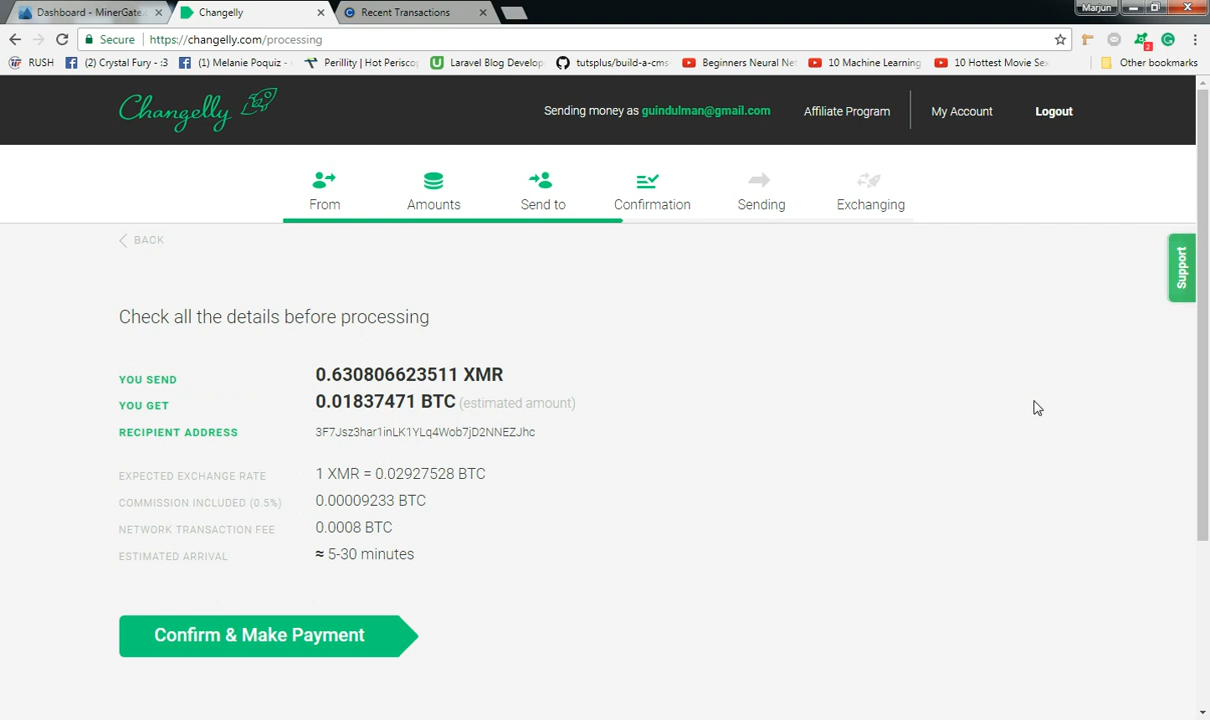 Dashboard - MinerGate
Changelly
Recent Transactions
Marjun
Secure
https://changelly.com/processing
2
RUSH
(2) Crystal Fury - :3
(1) Melanie Poquiz -
Perillity | Hot Perisco
Laravel Blog Develop
tutsplus/build-a-cms
Beginners Neural Ne
10 Machine Learning
10 Hottest Movie Se
Other bookmarks
Changelly
Sending money as guindulman@gmail.com
Affiliate Program
My Account
Logout
From
Amounts
Send to
Confirmation
Sending
Exchanging
BACK
Support
Check all the details before processing
YOU SEND 0.630806623511 XMR
YOU GET 0.01837471 BTC (estimated amount)
RECIPIENT ADDRESS 3F7Jsz3har1inLK1YLq4Wob7jD2NNEZJhc
EXPECTED EXCHANGE RATE 1 XMR = 0.02927528 BTC
COMMISSION INCLUDED (0.5%) 0.00009233 BTC
NETWORK TRANSACTION FEE 0.0008 BTC
ESTIMATED ARRIVAL ≈ 5-30 minutes
Confirm & Make Payment